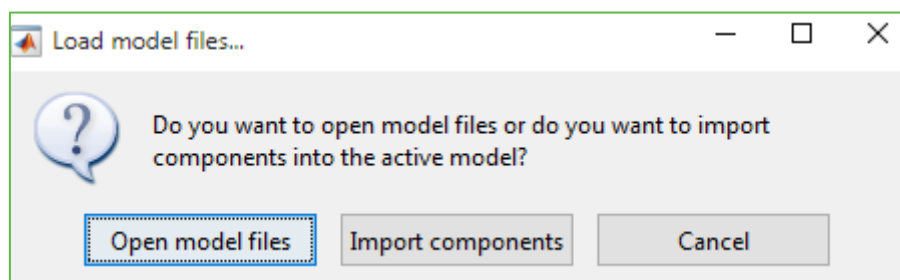 Load model files...
Do you want to open model files or do you want to import
components into the active model?
Open model files
Import components
Cancel